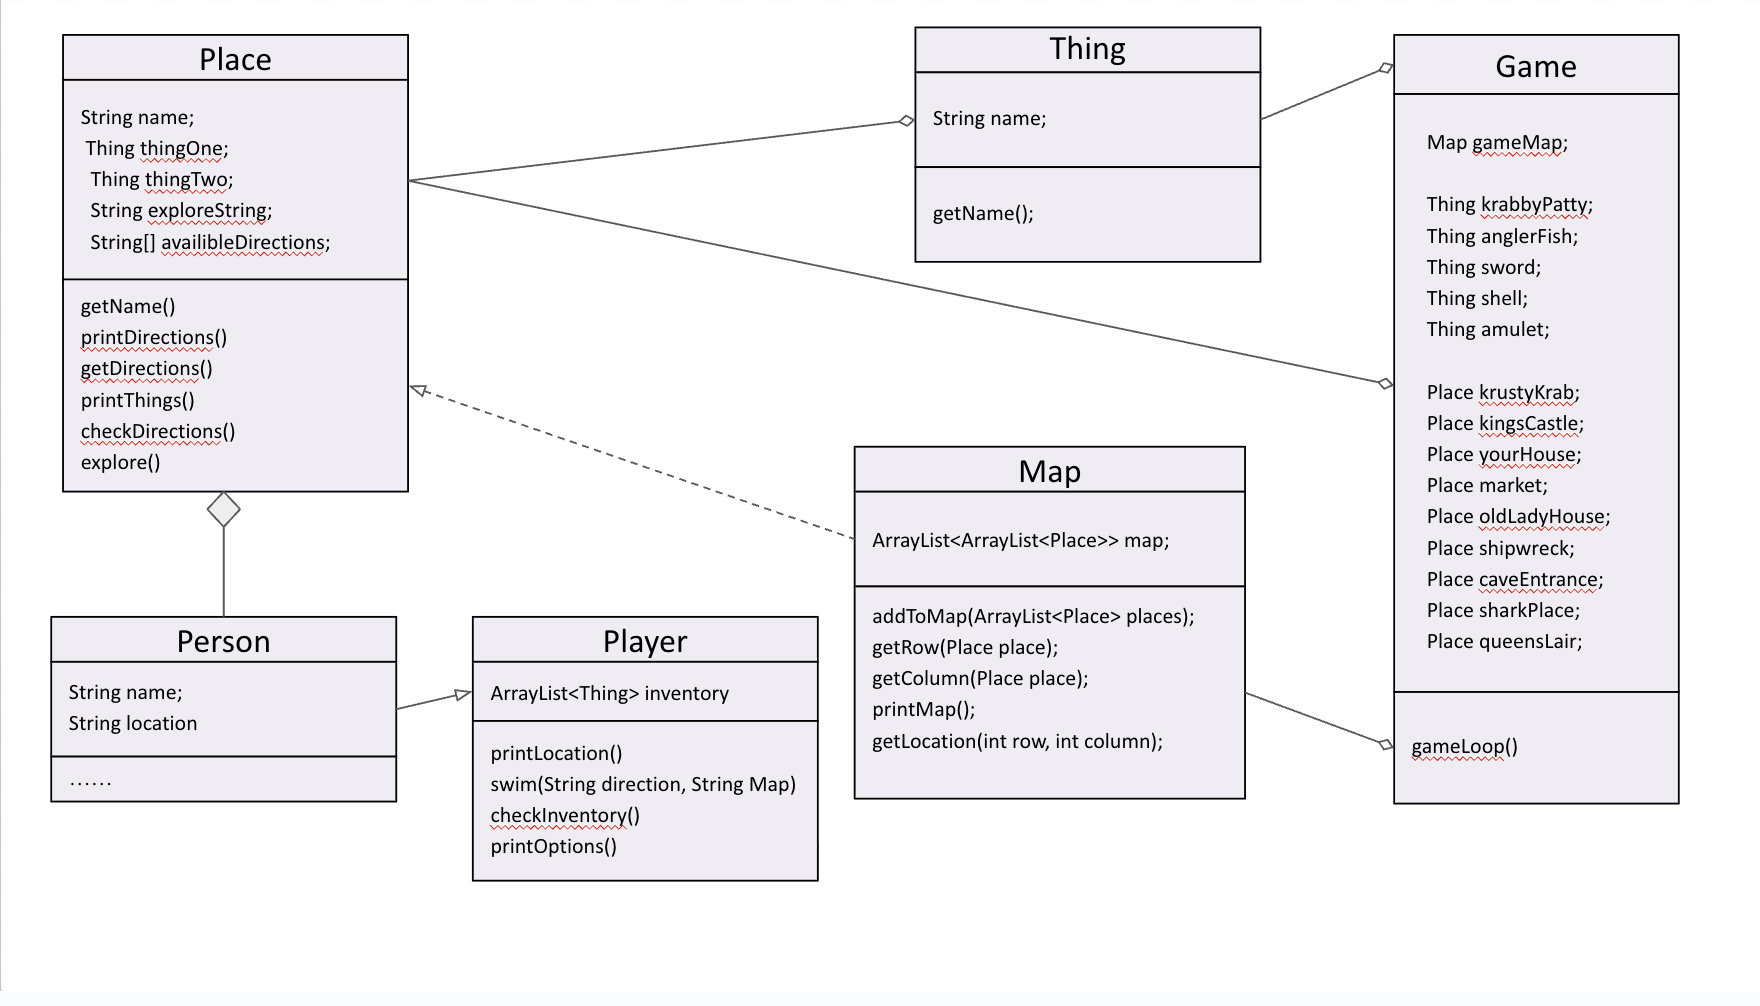 Place
String name;
Thing thingOne;
Thing thingTwo;
String exploreString;
String[] availibleDirections;
getName()
printDirections()
getDirections()
printThings()
checkDirections()
explore()
Thing
String name;
getName();
Game
Map gameMap;
Thing krabbyPatty;
Thing anglerFish;
Thing sword;
Thing shell;
Thing amulet;
Place krustyKrab;
Place kingsCastle;
Place yourHouse;
Place market;
Place oldLadyHouse;
Place shipwreck;
Place caveEntrance;
Place sharkPlace;
Place queensLair;
gameLoop()
Person
String name;
String location
......
Player
ArrayList<Thing> inventory
printLocation()
swim(String direction, String Map)
checkInventory()
printOptions()
Map
ArrayList<ArrayList<Place>> map;
addToMap(ArrayList<Place> places);
getRow(Place place);
getColumn(Place place);
printMap();
getLocation(int row, int column);